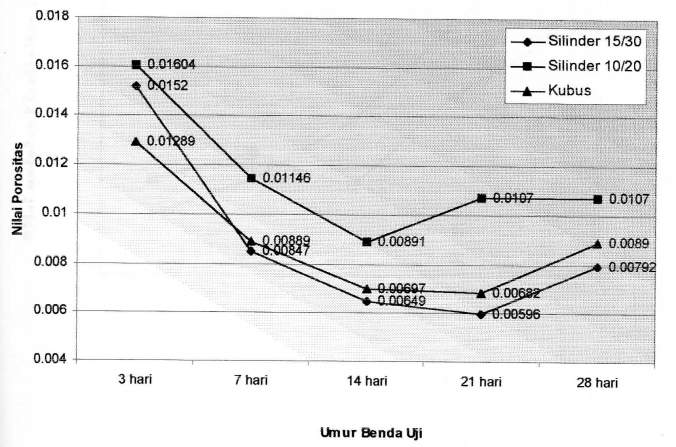 0.018
0.016
0.014
0.012
0.01
0.008
0.006
0.004
Nilai Porositas
Silinder 15/30
Silinder 10/20
Kubus
0.01604
0.0152
0.01289
0.01146
0.00889
0.00847
0.00891
0.00697
0.00649
0.0107
0.00682
0.00596
0.0107
0.0089
0.00792
3 hari
7 hari
14 hari
21 hari
28 hari
Umur Benda Uji